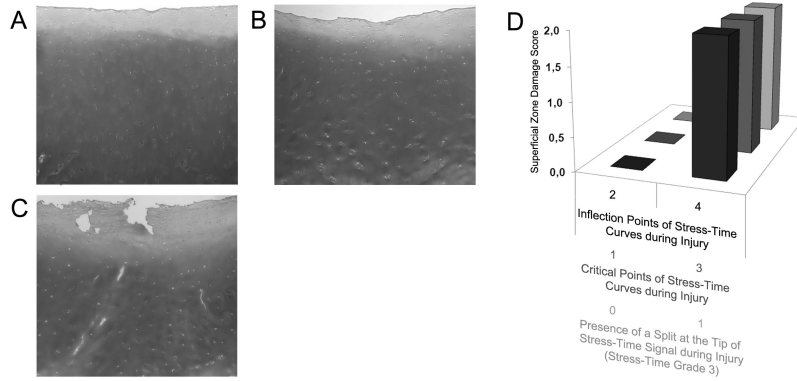 A
B
C
D
Superficial Zone Damage Score
2,0
1,5
1,0
0,5
0,0
2 4
Inflection Points of Stress-Time
Curves during Injury
1 3
Critical Points of Stress-Time
Curves during Injury
0 1
Presence of a Split at the Tip of
Stress-Time Signal during Injury
(Stress-Time Grade 3)